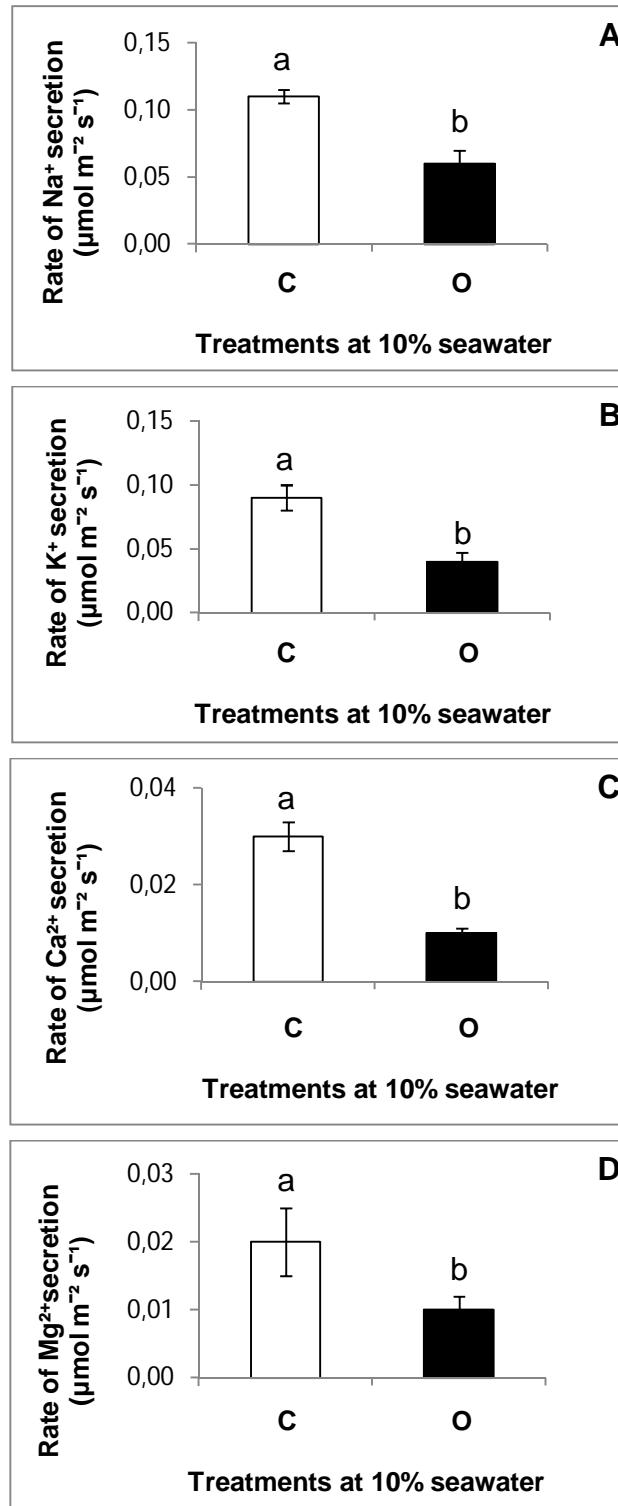 A
Rate of Na⁺ secretion
(µmol m⁻² s⁻¹)
0,15
0,10
0,05
0,00
a
b
C
O
Treatments at 10% seawater
B
Rate of K⁺ secretion
(µmol m⁻² s⁻¹)
0,15
0,10
0,05
0,00
a
b
C
O
Treatments at 10% seawater
C
Rate of Ca²⁺ secretion
(µmol m⁻² s⁻¹)
0,04
0,02
0,00
a
b
C
O
Treatments at 10% seawater
D
Rate of Mg²⁺secretion
(µmol m⁻² s⁻¹)
0,03
0,02
0,01
0,00
a
b
C
O
Treatments at 10% seawater